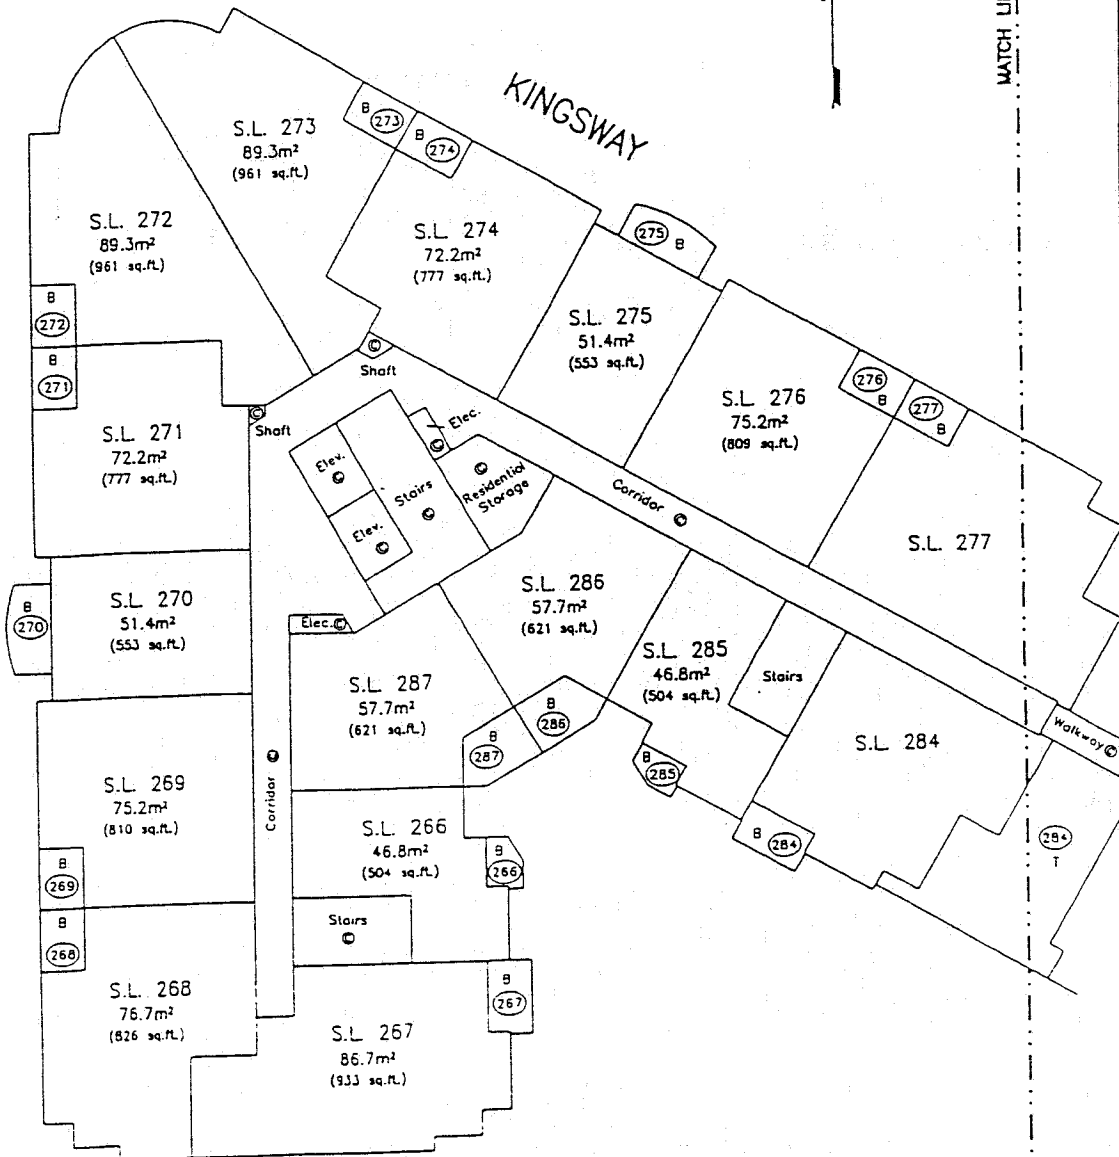 MATCH LI
KINGSWAY
S.L. 273
89.3m²
(961 sq.ft.)
B
273
B
274
S.L. 272
89.3m²
(961 sq.ft.)
S.L. 274
72.2m²
(777 sq.ft.)
275
B
B
272
B
271
S.L. 275
51.4m²
(553 sq.ft.)
©
Shaft
©
Shaft
276
B
277
B
S.L. 276
75.2m²
(809 sq.ft.)
S.L. 271
72.2m²
(777 sq.ft.)
Elec.
©
Elev.
©
Stairs
©
©
Residential
Storage
Elev.
©
Corridor ©
S.L. 277
S.L. 270
51.4m²
(553 sq.ft.)
B
270
S.L. 286
57.7m²
(621 sq.ft.)
Elec.©
S.L. 285
46.8m²
(504 sq.ft.)
Stairs
S.L. 287
57.7m²
(621 sq.ft.)
B
286
B
287
S.L. 284
Walkway©
B
285
Corridor ©
S.L. 269
75.2m²
(810 sq.ft.)
S.L. 266
46.8m²
(504 sq.ft.)
B
284
284
T
B
269
B
266
B
268
Stairs
©
S.L. 268
76.7m²
(826 sq.ft.)
B
267
S.L. 267
86.7m²
(933 sq.ft.)